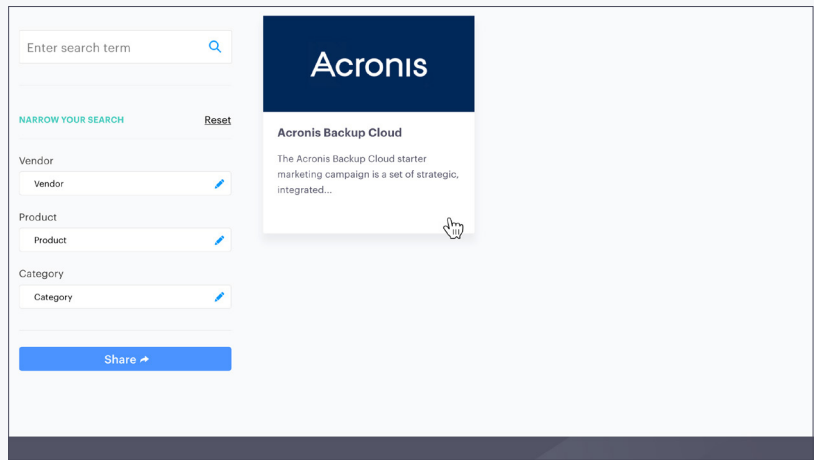 Enter search term
NARROW YOUR SEARCH
Reset
Vendor
Vendor
Product
Product
Category
Category
Share
Acronis
Acronis Backup Cloud
The Acronis Backup Cloud starter
marketing campaign is a set of strategic,
integrated...